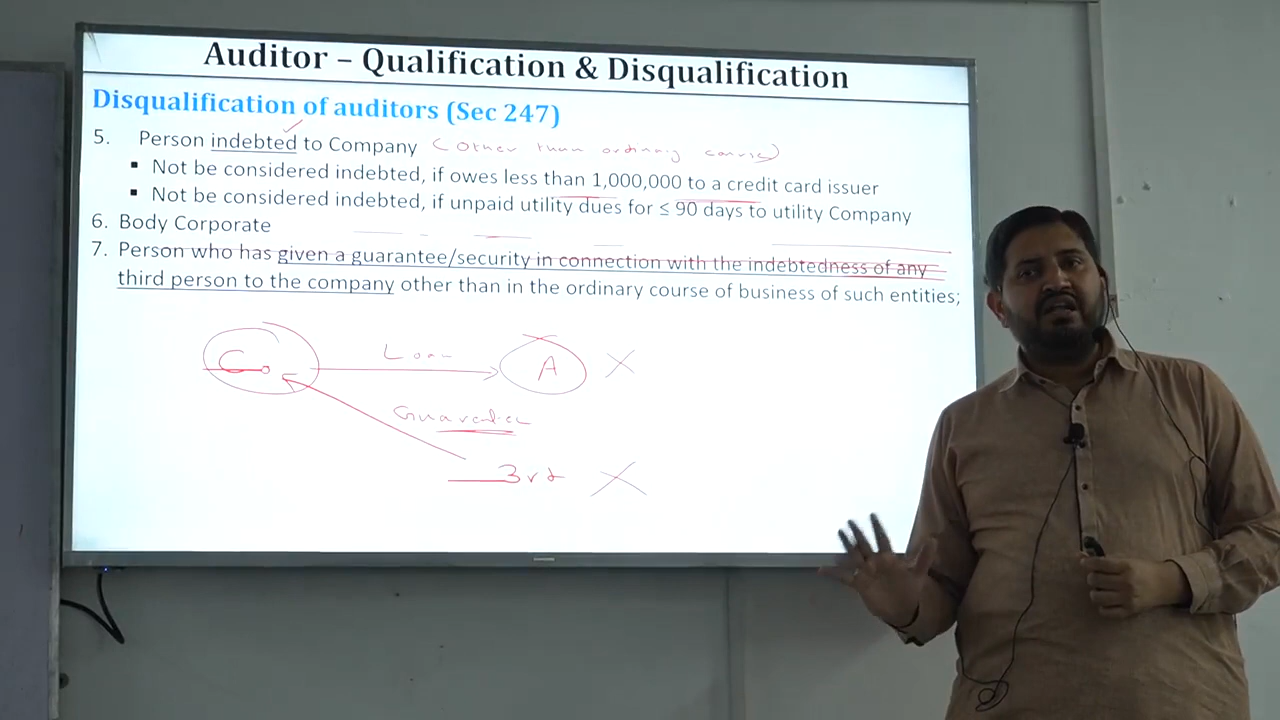 Auditor – Qualification & Disqualification
Disqualification of auditors (Sec 247)
5. Person indebted to Company (other than ordinary course)
▪ Not be considered indebted, if owes less than 1,000,000 to a credit card issuer
▪ Not be considered indebted, if unpaid utility dues for ≤ 90 days to utility Company
6. Body Corporate
7. Person who has given a guarantee/security in connection with the indebtedness of any
third person to the company other than in the ordinary course of business of such entities;
Co. Loan A
3rd